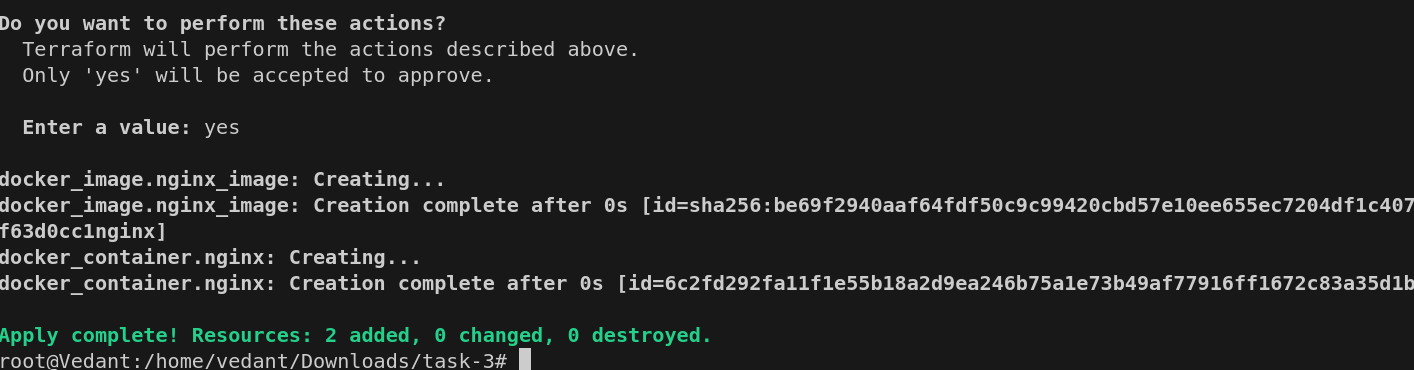 Do you want to perform these actions?
  Terraform will perform the actions described above.
  Only 'yes' will be accepted to approve.

  Enter a value: yes

docker_image.nginx_image: Creating...
docker_image.nginx_image: Creation complete after 0s [id=sha256:be69f2940aaf64fdf50c9c99420cbd57e10ee655ec7204df1c407
f63d0cc1nginx]
docker_container.nginx: Creating...
docker_container.nginx: Creation complete after 0s [id=6c2fd292fa11f1e55b18a2d9ea246b75a1e73b49af77916ff1672c83a35d1b

Apply complete! Resources: 2 added, 0 changed, 0 destroyed.
root@Vedant:/home/vedant/Downloads/task-3#